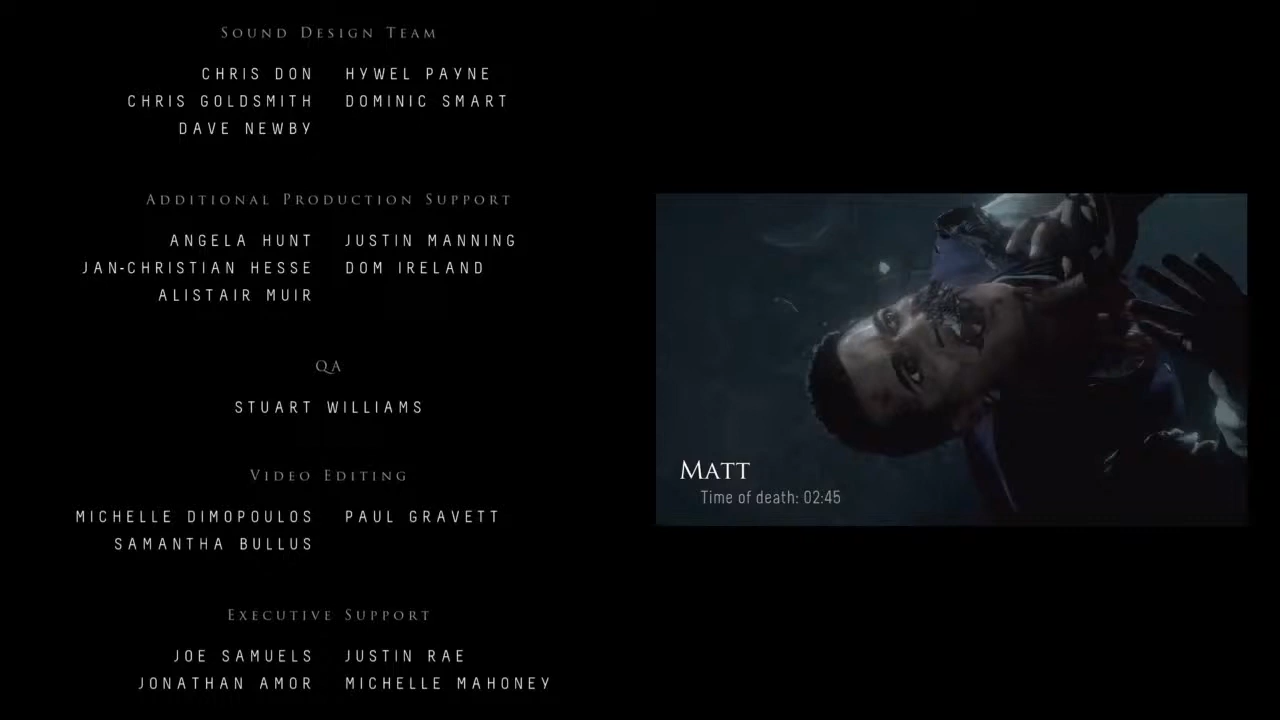 Sound Design Team
CHRIS DON HYWEL PAYNE
CHRIS GOLDSMITH DOMINIC SMART
DAVE NEWBY
Additional Production Support
ANGELA HUNT JUSTIN MANNING
JAN-CHRISTIAN HESSE DOM IRELAND
ALISTAIR MUIR
QA
STUART WILLIAMS
Video Editing
MICHELLE DIMOPOULOS PAUL GRAVETT
SAMANTHA BULLUS
Executive Support
JOE SAMUELS JUSTIN RAE
JONATHAN AMOR MICHELLE MAHONEY
Matt
Time of death: 02:45